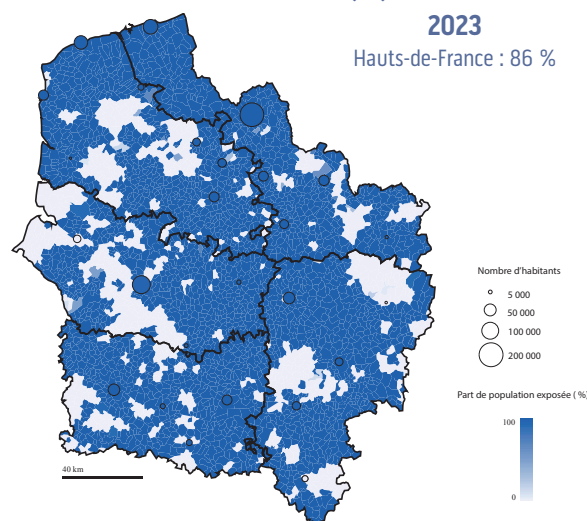 2023
Hauts-de-France : 86 %
Nombre d'habitants
5 000
50 000
100 000
200 000
Part de population exposée ( %)
100
0
40 km